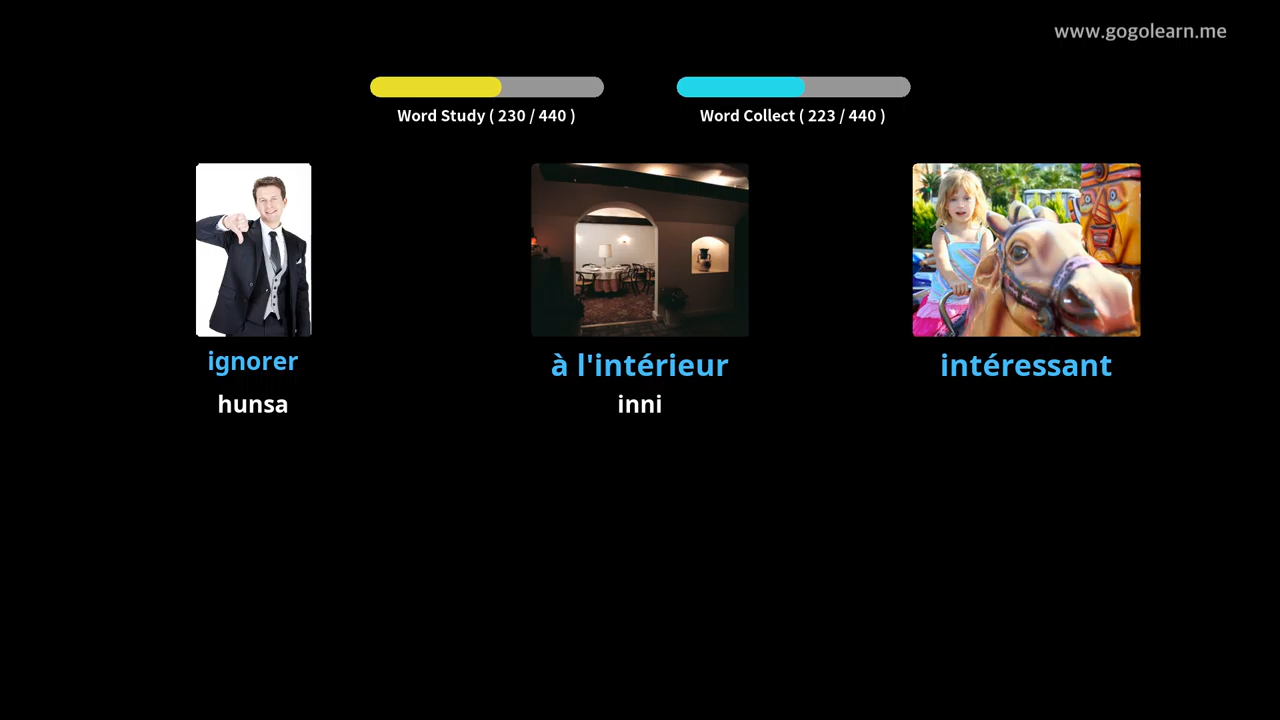 www.gogolearn.me
Word Study ( 230 / 440 )
Word Collect ( 223 / 440 )
ignorer
à l'intérieur
intéressant
hunsa
inni